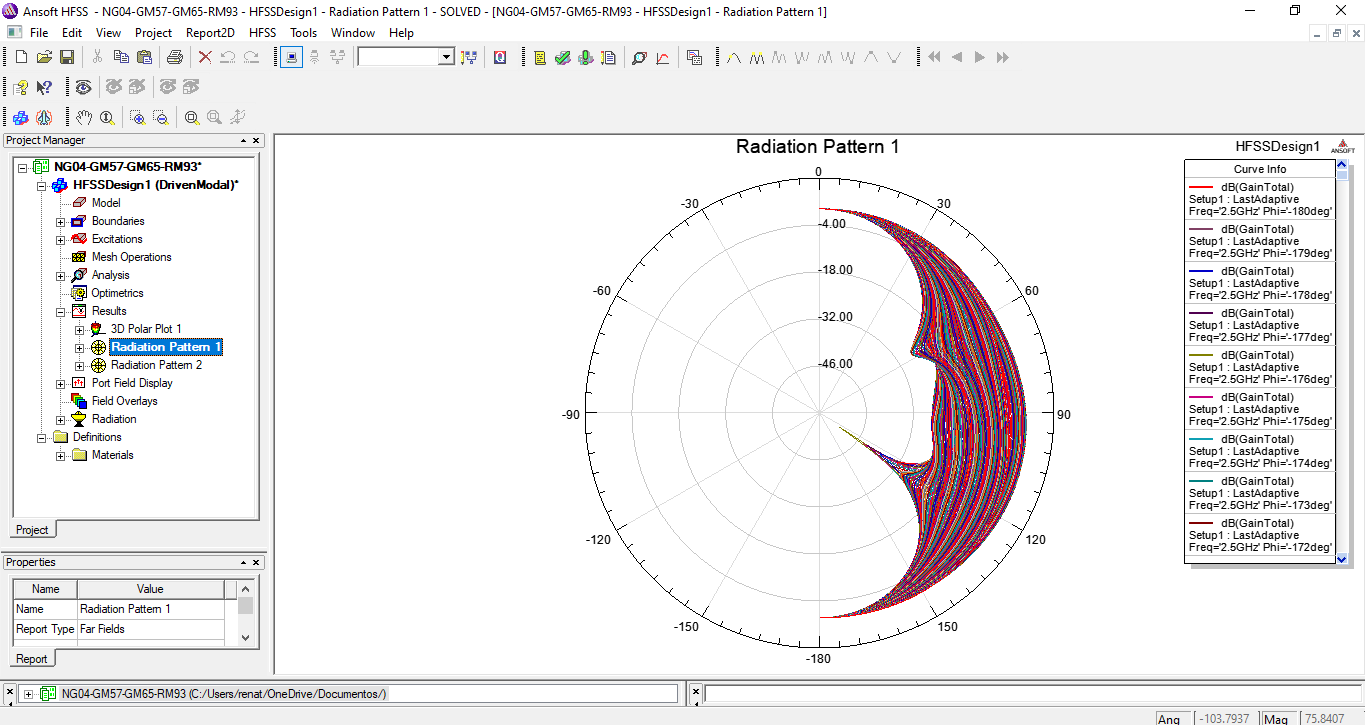 Ansoft HFSS - NG04-GM57-GM65-RM93 - HFSSDesign1 - Radiation Pattern 1 - SOLVED - [NG04-GM57-GM65-RM93 - HFSSDesign1 - Radiation Pattern 1]
File Edit View Project Report2D HFSS Tools Window Help
Project Manager
NG04-GM57-GM65-RM93*
HFSSDesign1 (DrivenModal)*
Model
Boundaries
Excitations
Mesh Operations
Analysis
Optimetrics
Results
3D Polar Plot 1
Radiation Pattern 1
Radiation Pattern 2
Port Field Display
Field Overlays
Radiation
Definitions
Materials
Project
Properties
Name Value
Name Radiation Pattern 1
Report Type Far Fields
Report
Radiation Pattern 1
HFSSDesign1
ANSOFT
0
-30 30
-4.00
-18.00
-60 60
-32.00
-46.00
-90 90
-120 120
-150 150
-180
Curve Info
dB(GainTotal)
Setup1 : LastAdaptive
Freq='2.5GHz' Phi='-180deg'
dB(GainTotal)
Setup1 : LastAdaptive
Freq='2.5GHz' Phi='-179deg'
dB(GainTotal)
Setup1 : LastAdaptive
Freq='2.5GHz' Phi='-178deg'
dB(GainTotal)
Setup1 : LastAdaptive
Freq='2.5GHz' Phi='-177deg'
dB(GainTotal)
Setup1 : LastAdaptive
Freq='2.5GHz' Phi='-176deg'
dB(GainTotal)
Setup1 : LastAdaptive
Freq='2.5GHz' Phi='-175deg'
dB(GainTotal)
Setup1 : LastAdaptive
Freq='2.5GHz' Phi='-174deg'
dB(GainTotal)
Setup1 : LastAdaptive
Freq='2.5GHz' Phi='-173deg'
dB(GainTotal)
Setup1 : LastAdaptive
Freq='2.5GHz' Phi='-172deg'
NG04-GM57-GM65-RM93 (C:/Users/renat/OneDrive/Documentos/)
Ang -103.7937 Mag 75.8407